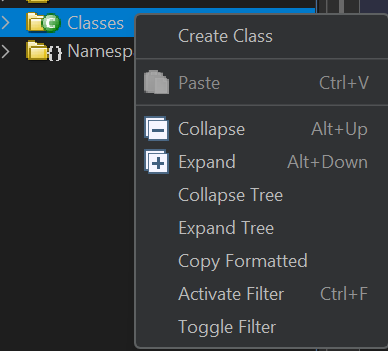 Classes
C
{} Namesp
Create Class
Paste Ctrl+V
Collapse Alt+Up
Expand Alt+Down
Collapse Tree
Expand Tree
Copy Formatted
Activate Filter Ctrl+F
Toggle Filter